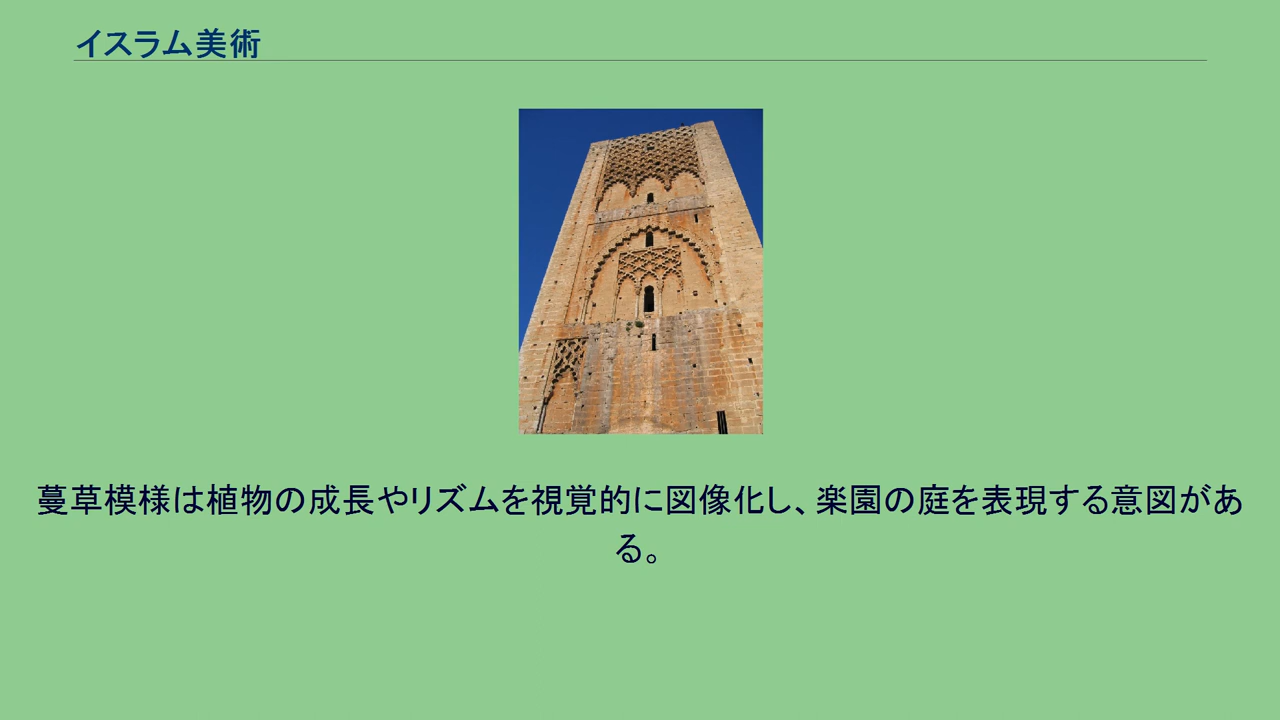 イスラム美術
蔓草模様は植物の成長やリズムを視覚的に図像化し、楽園の庭を表現する意図があ
る。